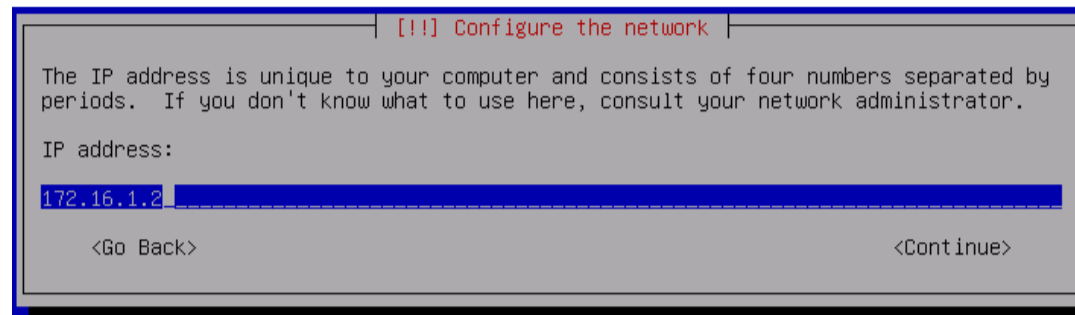 [!!] Configure the network
The IP address is unique to your computer and consists of four numbers separated by
periods.  If you don't know what to use here, consult your network administrator.
IP address:
172.16.1.2
<Go Back> <Continue>